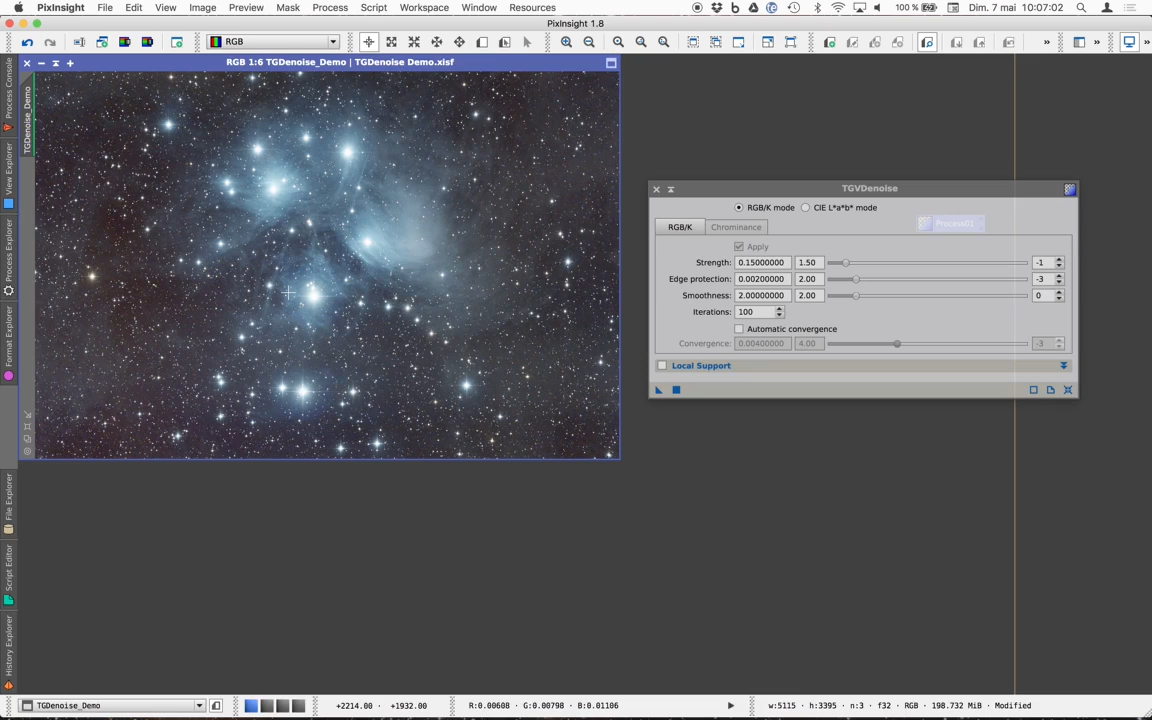 PixInsight File Edit View Image Preview Mask Process Script Workspace Window Resources 100 % Dim. 7 mai 10:07:02
PixInsight 1.8
RGB
RGB 1:6 TGDenoise_Demo | TGDenoise Demo.xisf
Process Console
View Explorer
Process Explorer
Format Explorer
File Explorer
Script Editor
History Explorer
TGDenoise_Demo
TGVDenoise
RGB/K mode CIE L*a*b* mode
Process01
RGB/K Chrominance
Apply
Strength: 0.15000000 1.50 -1
Edge protection: 0.00200000 2.00 -3
Smoothness: 2.00000000 2.00 0
Iterations: 100
Automatic convergence
Convergence: 0.00400000 4.00 -3
Local Support
TGDenoise_Demo +2214.00 · +1932.00 R:0.00608 · G:0.00798 · B:0.01106 w:5115 · h:3395 · n:3 · f32 · RGB · 198.732 MiB · Modified